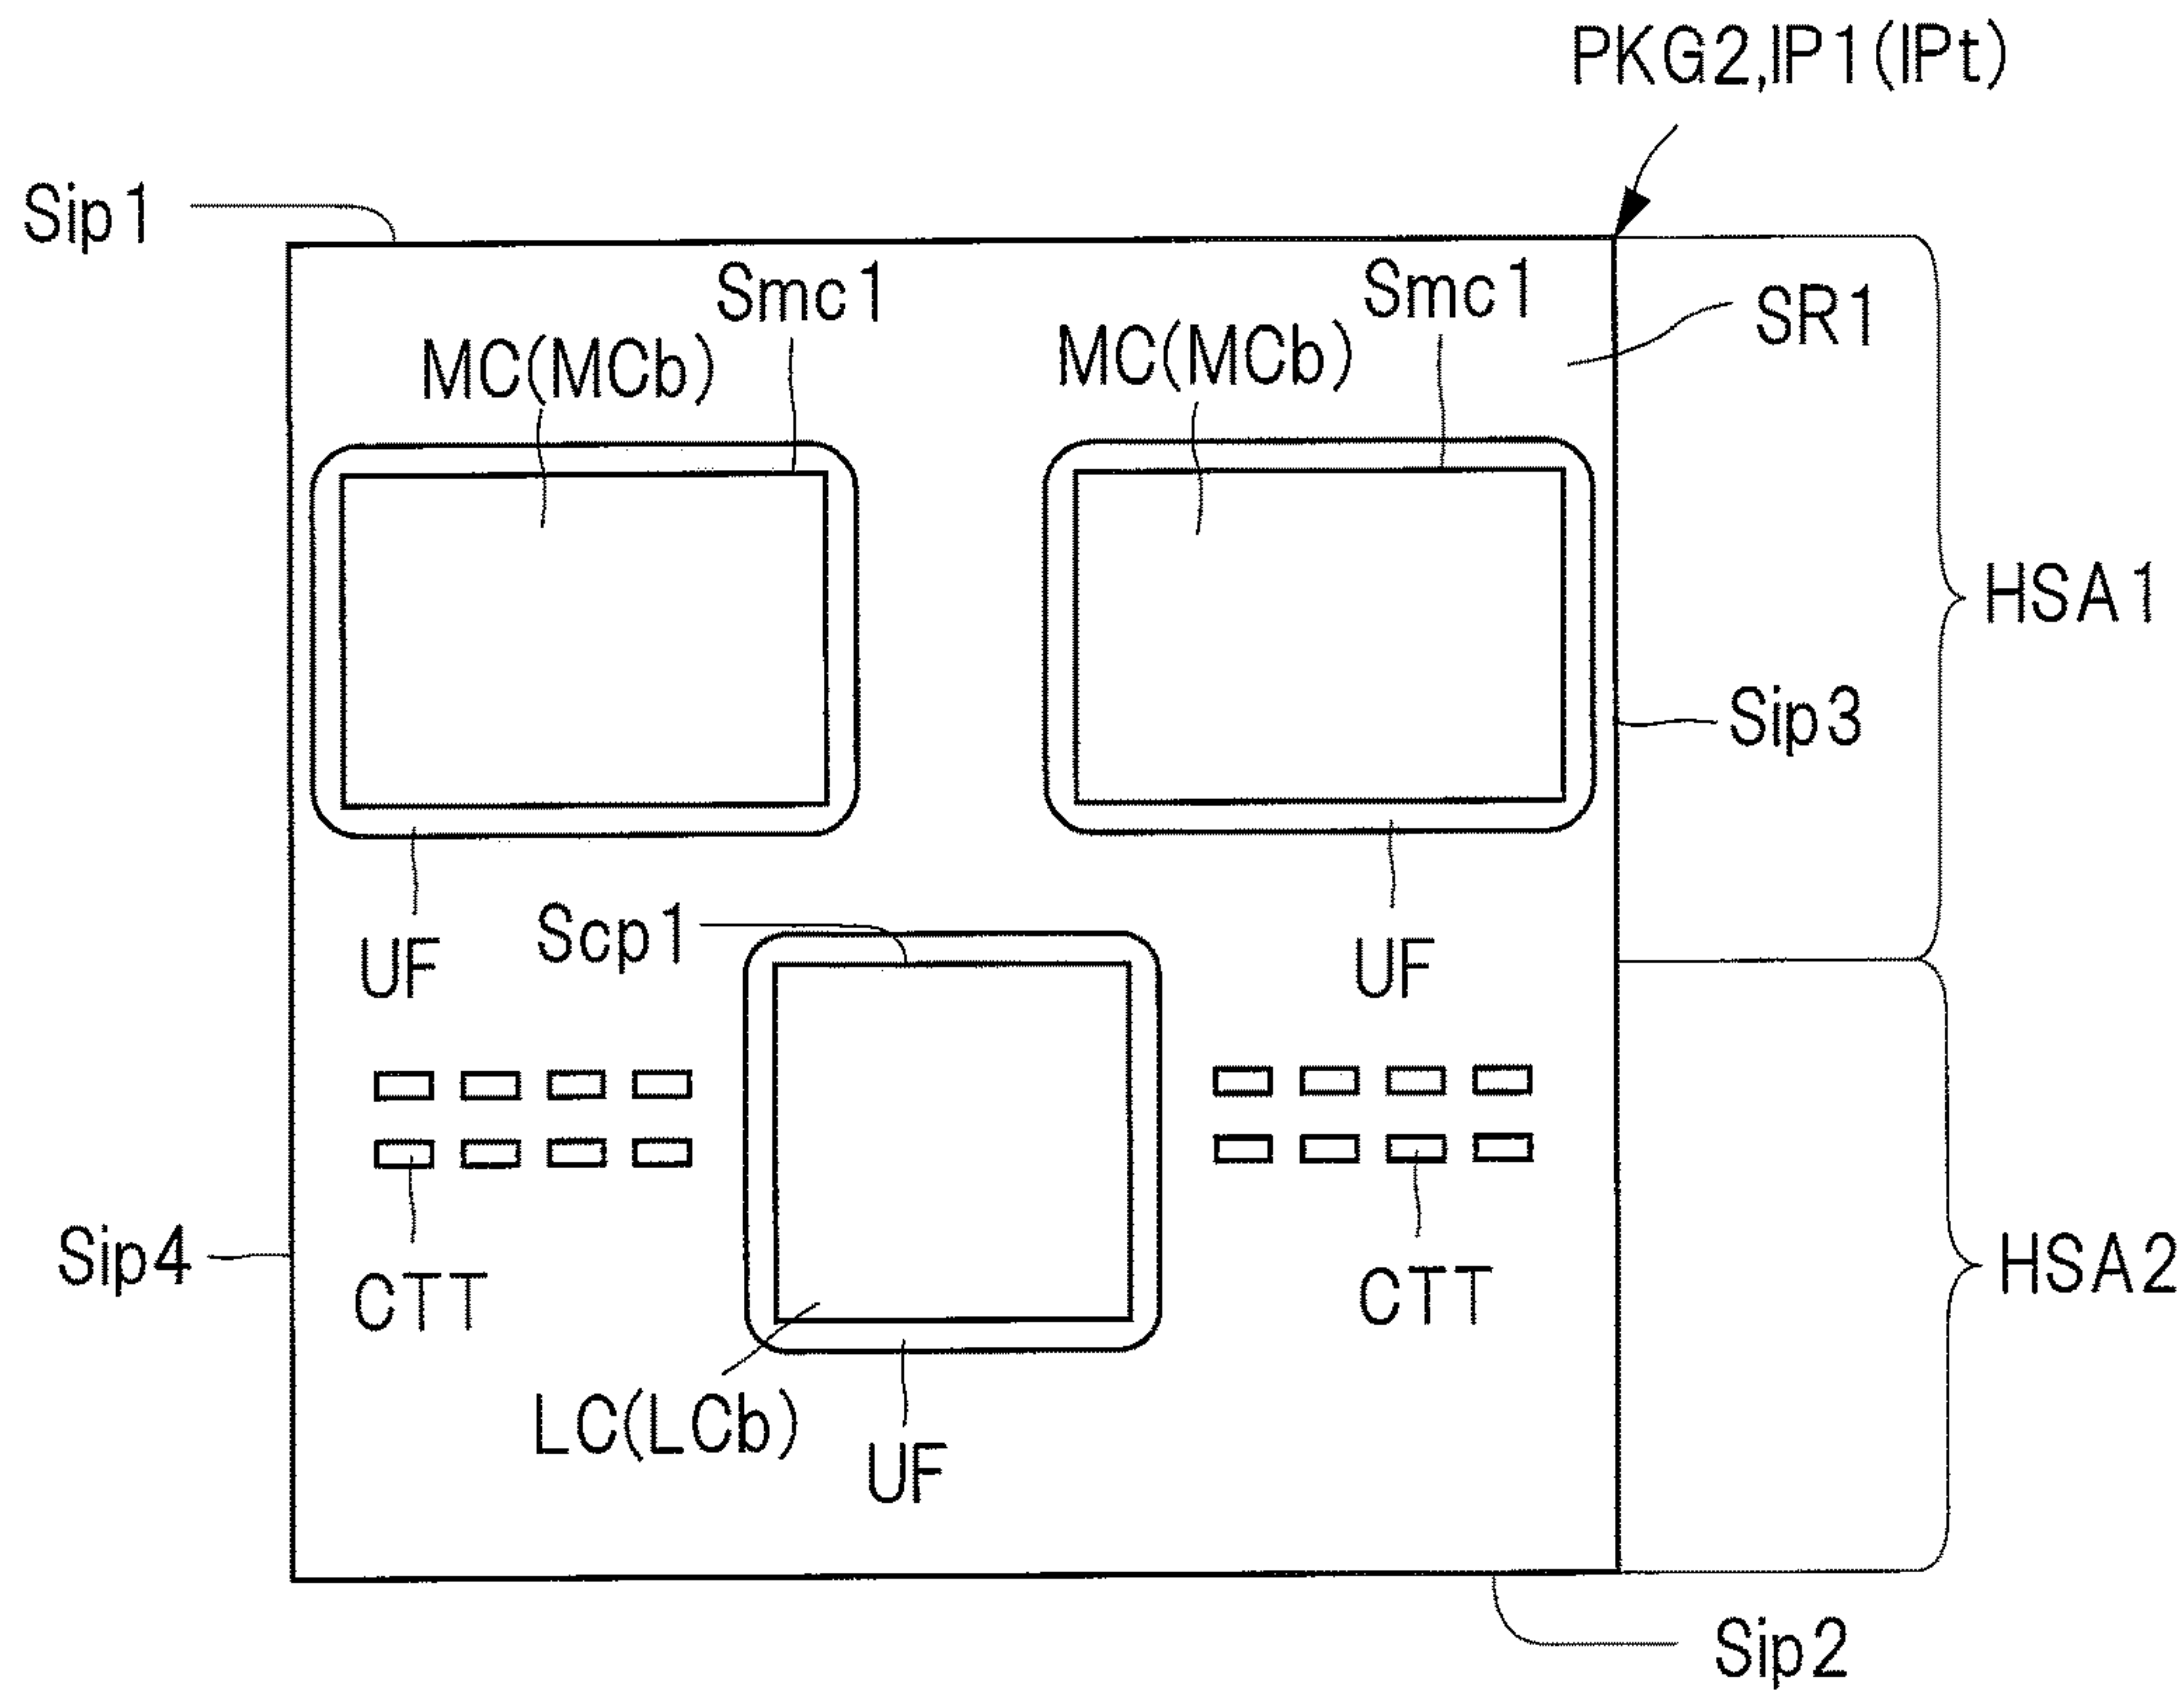 PKG2,IP1(IPt)
Sip1
Smc1
Smc1
SR1
MC(MCb)
MC(MCb)
HSA1
Sip3
Scp1
UF
UF
Sip4
CTT
CTT
HSA2
LC(LCb)
UF
Sip2